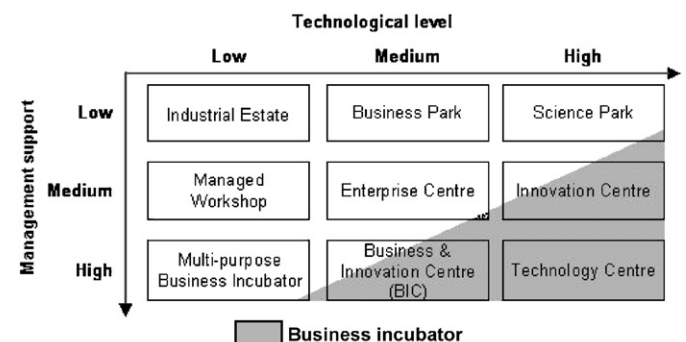 Technological level
Low Medium High
Management support
Low Industrial Estate Business Park Science Park
Medium Managed
Workshop Enterprise Centre Innovation Centre
High Multi-purpose
Business Incubator Business &
Innovation Centre
(BIC) Technology Centre
Business incubator